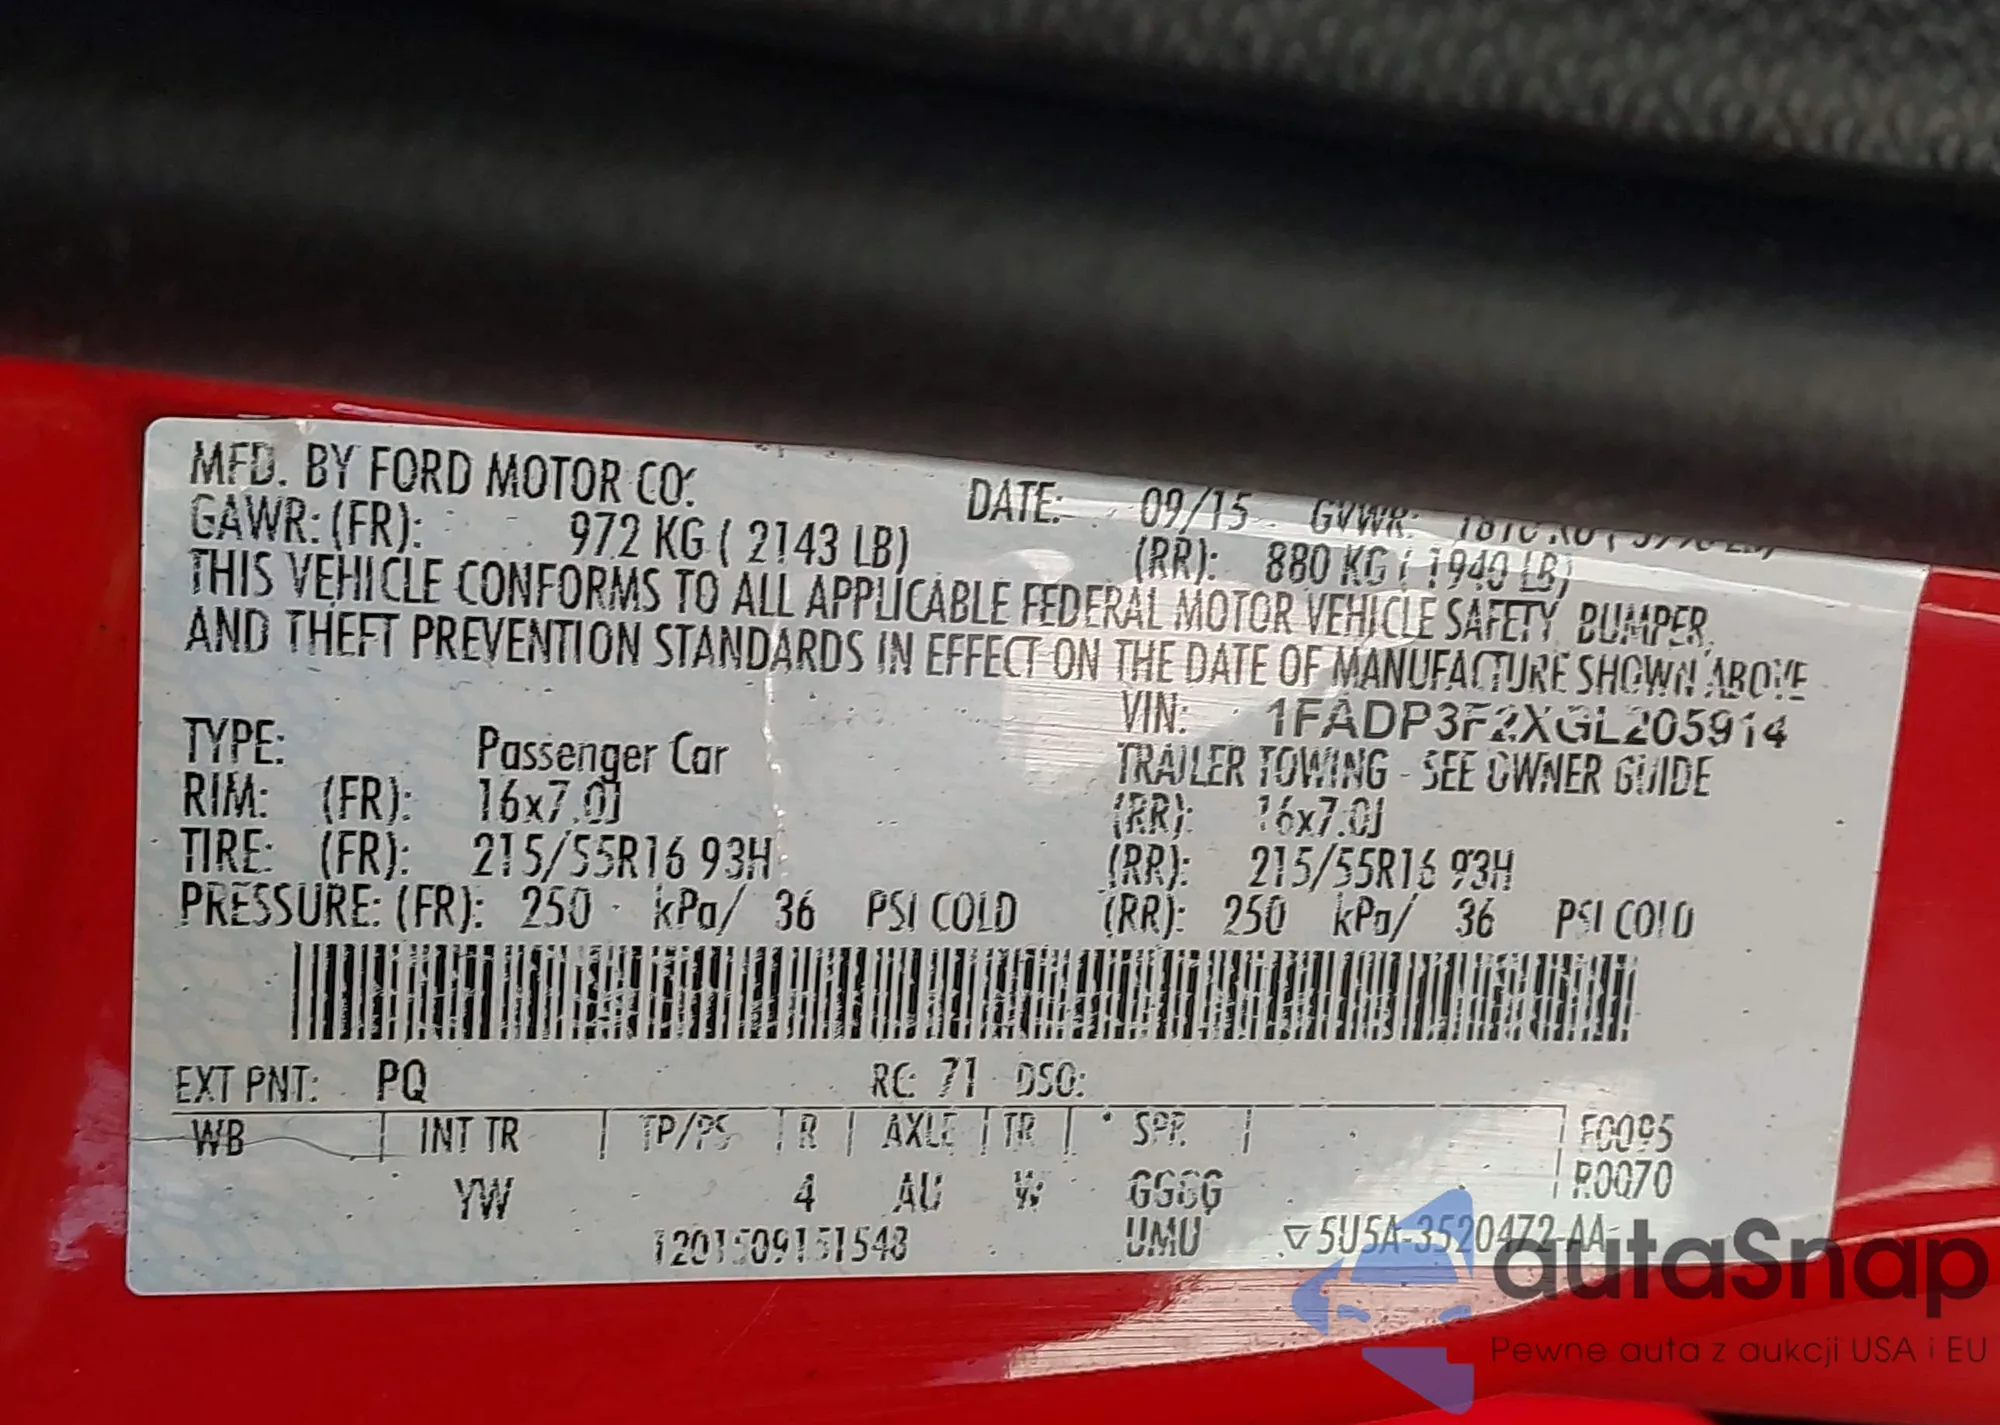 MFD. BY FORD MOTOR CO. DATE: 09/15 GVWR:
GAWR: (FR): 972 KG ( 2143 LB) (RR): 880 KG ( 1940 LB)
THIS VEHICLE CONFORMS TO ALL APPLICABLE FEDERAL MOTOR VEHICLE SAFETY, BUMPER,
AND THEFT PREVENTION STANDARDS IN EFFECT ON THE DATE OF MANUFACTURE SHOWN ABOVE
VIN: 1FADP3F2XGL205914
TYPE: Passenger Car TRAILER TOWING - SEE OWNER GUIDE
RIM: (FR): 16x7.0J (RR): 16x7.0J
TIRE: (FR): 215/55R16 93H (RR): 215/55R16 93H
PRESSURE: (FR): 250 kPa/ 36 PSI COLD (RR): 250 kPa/ 36 PSI COLD
EXT PNT: PQ RC: 71 DSO:
WB INT TR TP/PS R AXLE TR SPR F0095
YW 4 AU W R0070
UMU ▽5U5A-3520472-AA
autaSnap
Pewne auta z aukcji USA i EU